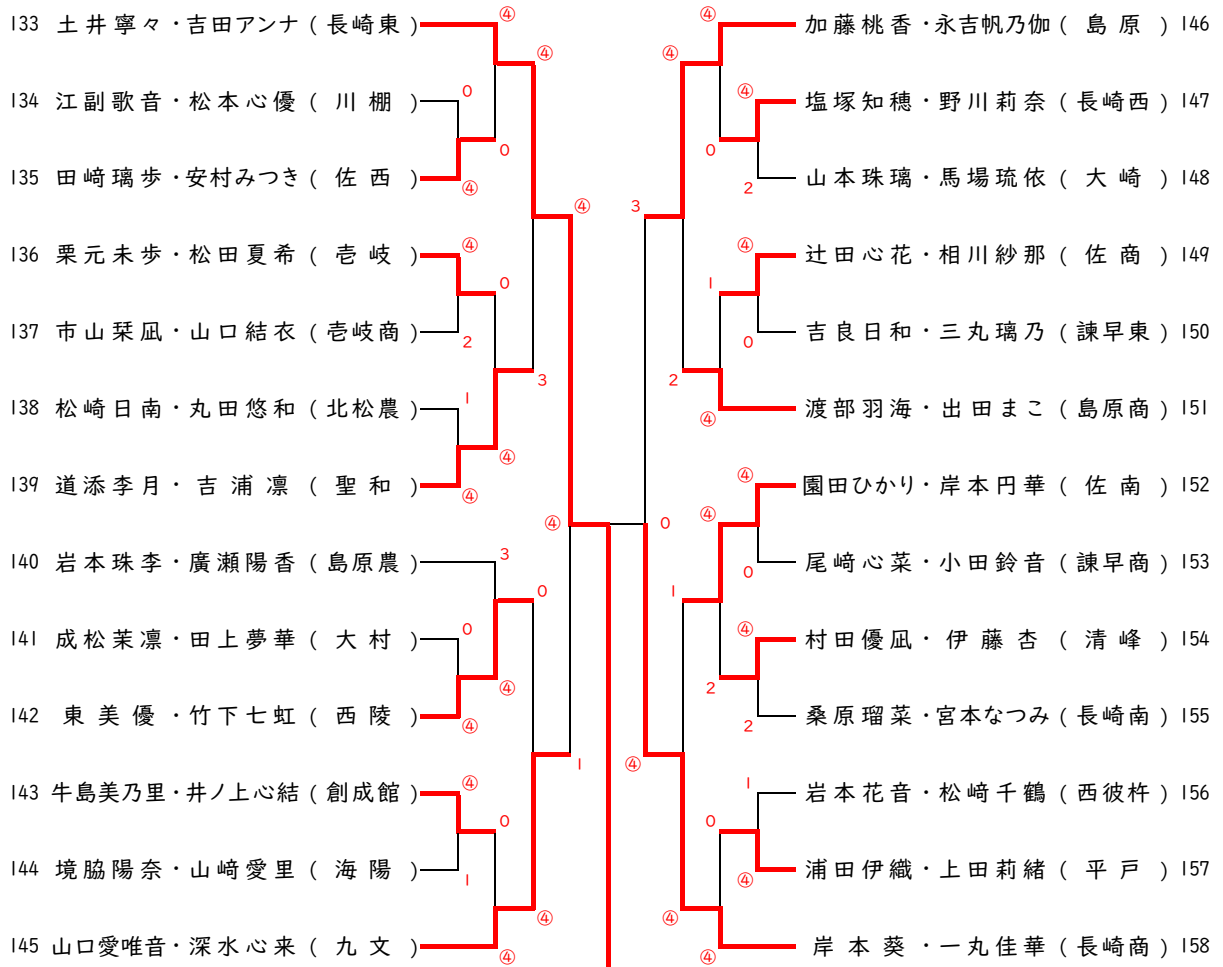 133 土井寧々・吉田アンナ (長崎東)
134 江副歌音・松本心優 (川棚)
135 田﨑璃歩・安村みつき (佐西)
136 栗元未歩・松田夏希 (壱岐)
137 市山栞凪・山口結衣 (壱岐商)
138 松崎日南・丸田悠和 (北松農)
139 道添李月・吉浦凛 (聖和)
140 岩本珠李・廣瀬陽香 (島原農)
141 成松茉凛・田上夢華 (大村)
142 東美優・竹下七虹 (西陵)
143 牛島美乃里・井ノ上心結 (創成館)
144 境脇陽奈・山﨑愛里 (海陽)
145 山口愛唯音・深水心来 (九文)
0
④
④
2
1
④
0
④
④
1
④
0
0
④
3
④
0
④
④
3
0
④
④
1
④
0
3
④
④
2
1
④
④
0
1
④
④
2
0
④
④
2
④
0
④
0
④
2
1
④
加藤桃香・永吉帆乃伽 (島原) 146
塩塚知穂・野川莉奈 (長崎西) 147
山本珠璃・馬場琉依 (大崎) 148
辻田心花・相川紗那 (佐商) 149
吉良日和・三丸璃乃 (諫早東) 150
渡部羽海・出田まこ (島原商) 151
園田ひかり・岸本円華 (佐南) 152
尾﨑心菜・小田鈴音 (諫早商) 153
村田優凪・伊藤杏 (清峰) 154
桑原瑠菜・宮本なつみ (長崎南) 155
岩本花音・松﨑千鶴 (西彼杵) 156
浦田伊織・上田莉緒 (平戸) 157
岸本葵・一丸佳華 (長崎商) 158